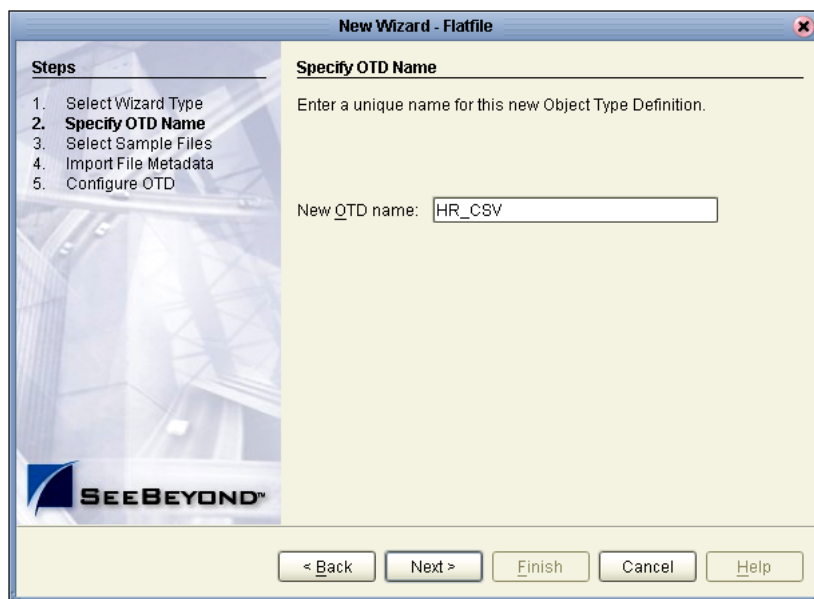 New Wizard - Flatfile
Steps
1. Select Wizard Type
2. Specify OTD Name
3. Select Sample Files
4. Import File Metadata
5. Configure OTD
Specify OTD Name
Enter a unique name for this new Object Type Definition.
New OTD name: HR_CSV
SEEBEYOND™
< Back Next > Finish Cancel Help